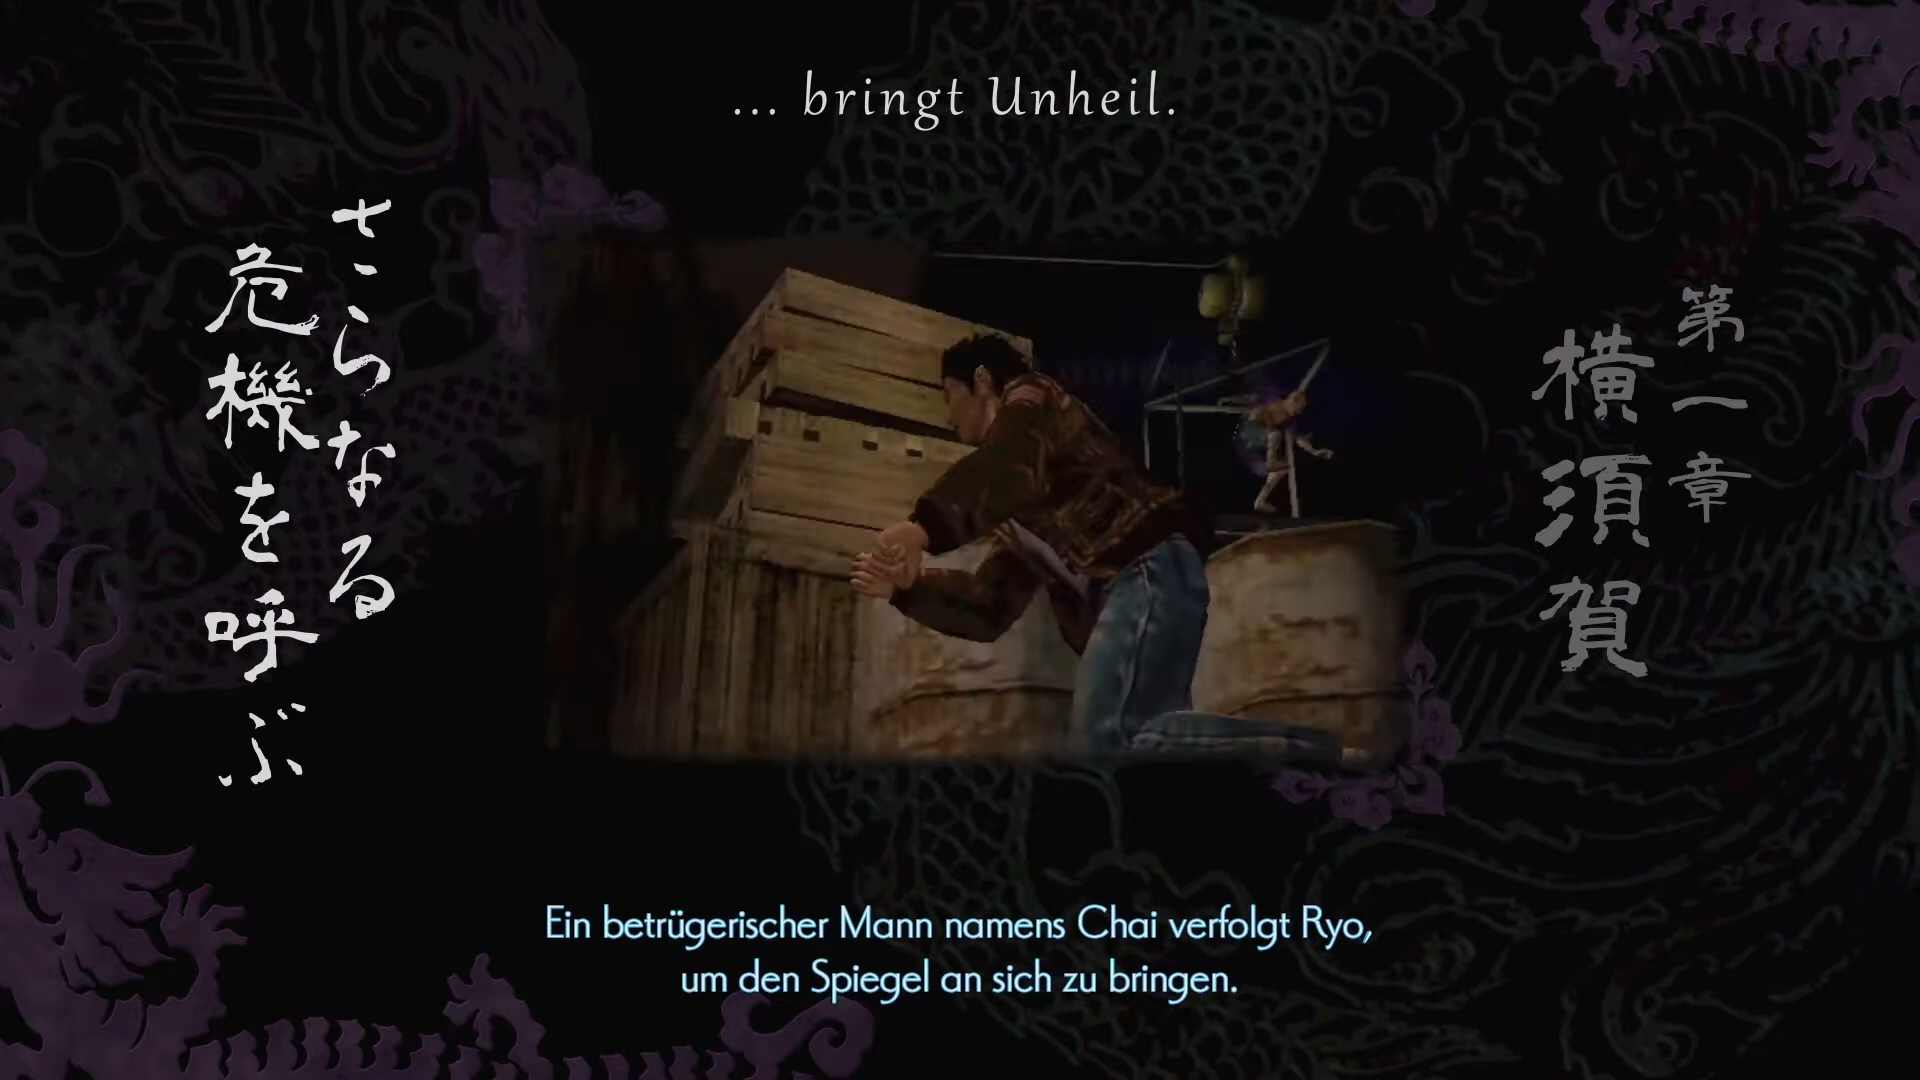 ... bringt Unheil.
第一章
横須賀
さらなる
危機を呼ぶ
Ein betrügerischer Mann namens Chai verfolgt Ryo,
um den Spiegel an sich zu bringen.